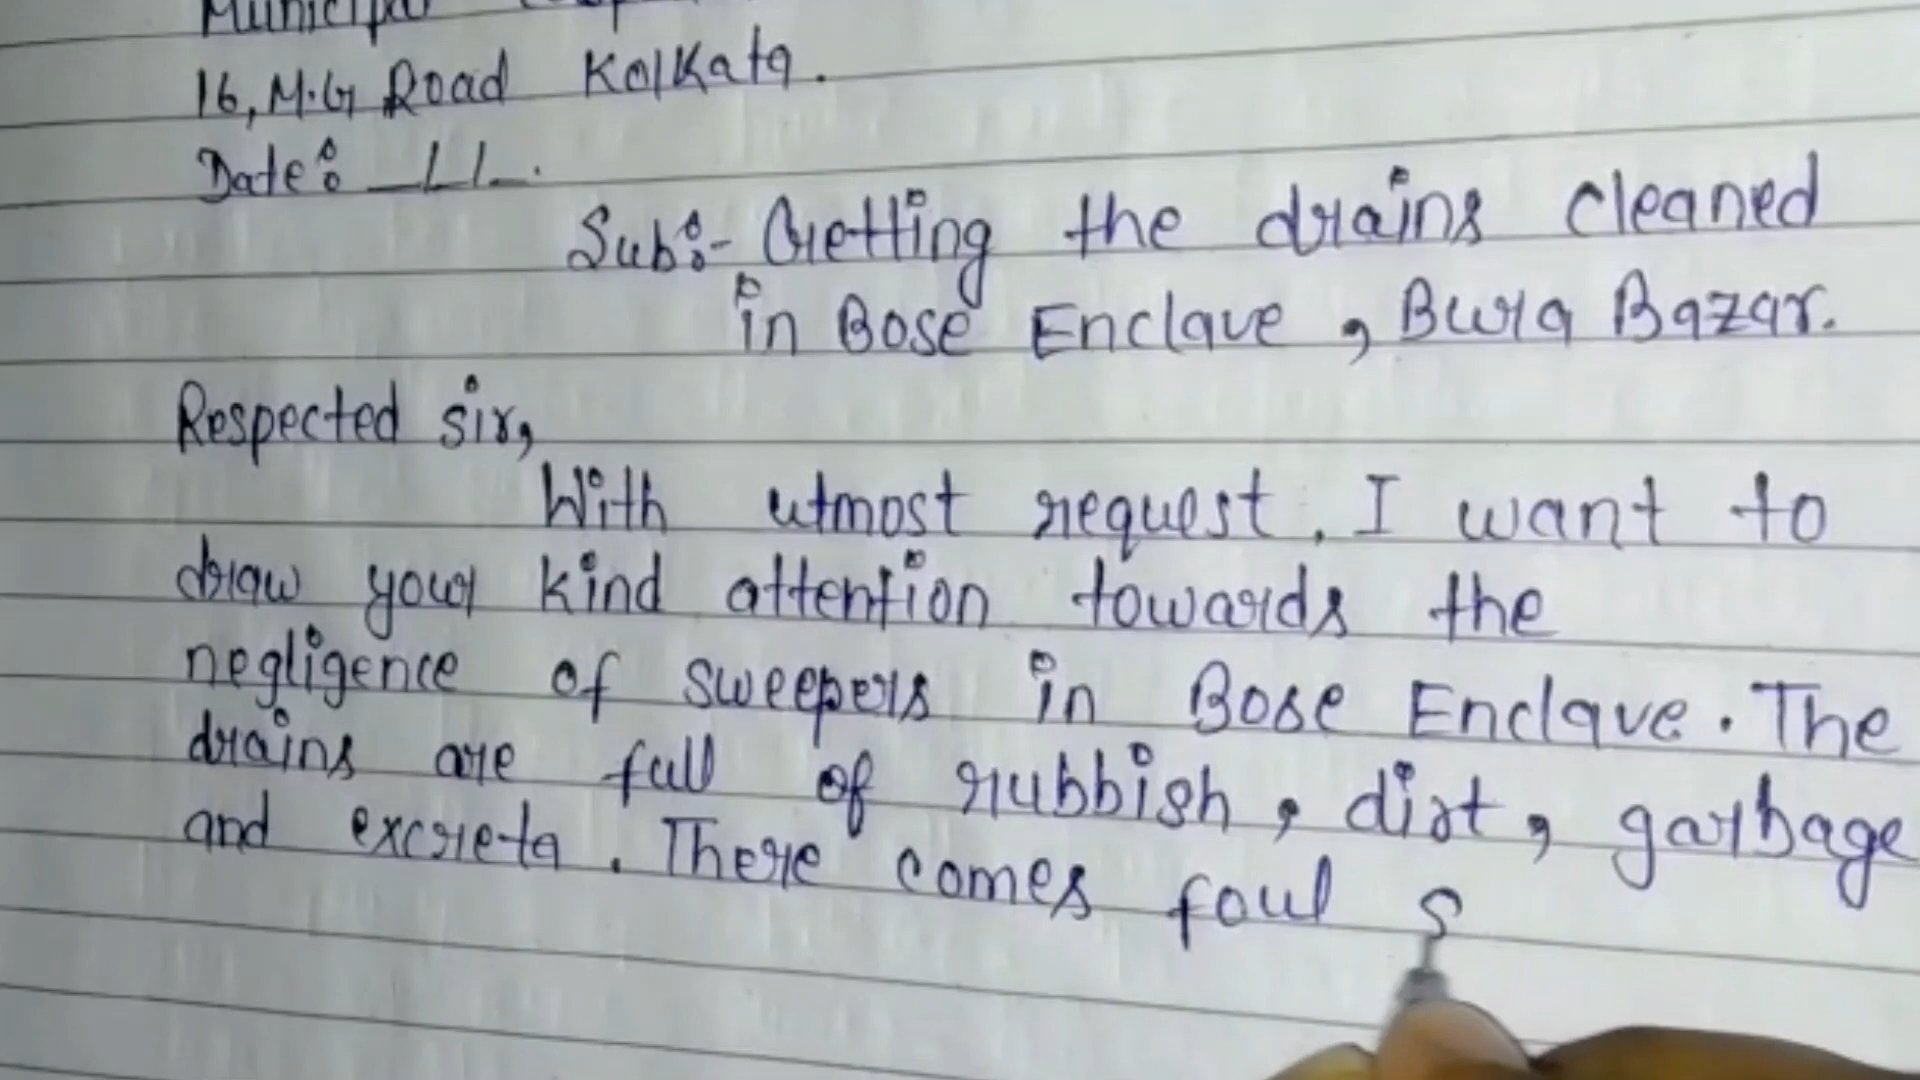 Municipal
16, M.G Road Kolkata.
Date: _/_/_.
Sub:- Getting the drains cleaned
in Bose Enclave, Bura Bazar.
Respected sir,
With utmost request. I want to
draw your kind attention towards the
negligence of sweepers in Bose Enclave. The
drains are full of rubbish, dirt, garbage
and excreta. There comes foul s